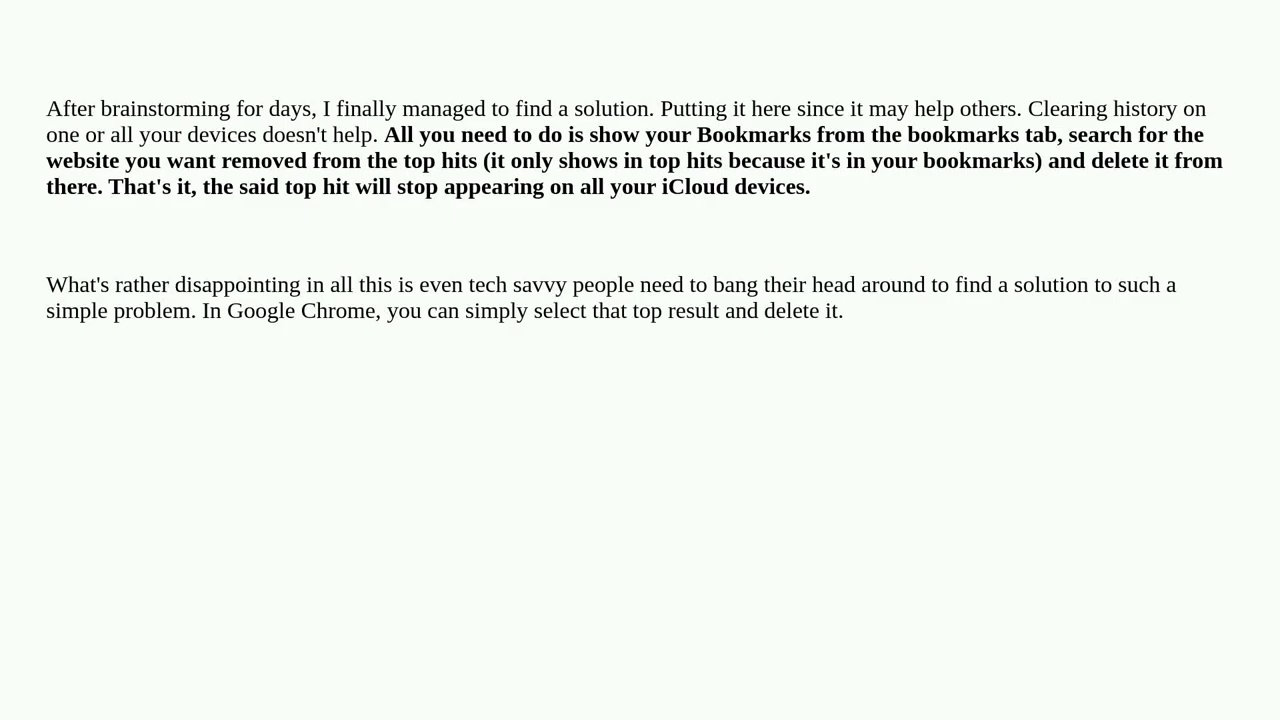 After brainstorming for days, I finally managed to find a solution. Putting it here since it may help others. Clearing history on
one or all your devices doesn't help. All you need to do is show your Bookmarks from the bookmarks tab, search for the
website you want removed from the top hits (it only shows in top hits because it's in your bookmarks) and delete it from
there. That's it, the said top hit will stop appearing on all your iCloud devices.
What's rather disappointing in all this is even tech savvy people need to bang their head around to find a solution to such a
simple problem. In Google Chrome, you can simply select that top result and delete it.